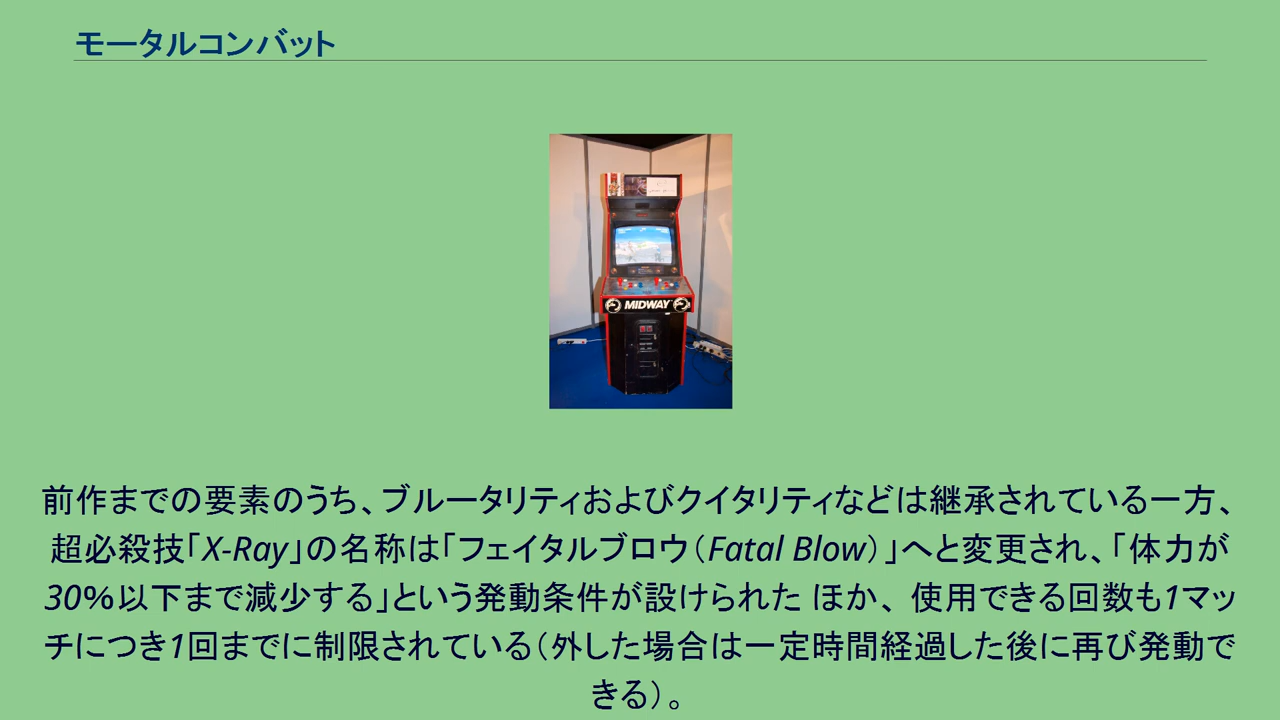 モータルコンバット
MIDWAY
前作までの要素のうち、ブルータリティおよびクイタリティなどは継承されている一方、
超必殺技「X-Ray」の名称は「フェイタルブロウ（Fatal Blow）」へと変更され、「体力が
30%以下まで減少する」という発動条件が設けられた ほか、 使用できる回数も1マッ
チにつき1回までに制限されている（外した場合は一定時間経過した後に再び発動で
きる）。